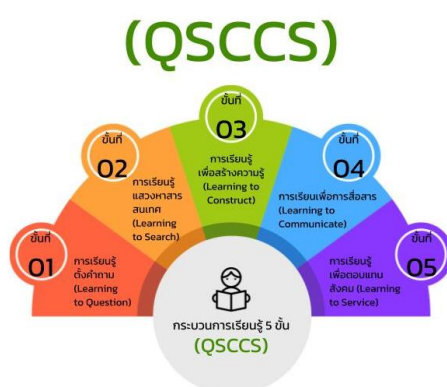 (QSCCS)
ขั้นที่
01
การเรียนรู้
ตั้งคำถาม
(Learning
to Question)
ขั้นที่
02
การเรียนรู้
แสวงหาสาร
สนเทศ
(Learning
to Search)
ขั้นที่
03
การเรียนรู้
เพื่อสร้างความรู้
(Learning to
Construct)
ขั้นที่
04
การเรียนเพื่อการสื่อสาร
(Learning to
Communicate)
ขั้นที่
05
การเรียนรู้
เพื่อตอบแทน
สังคม (Learning
to Service)
กระบวนการเรียนรู้ 5 ขั้น
(QSCCS)